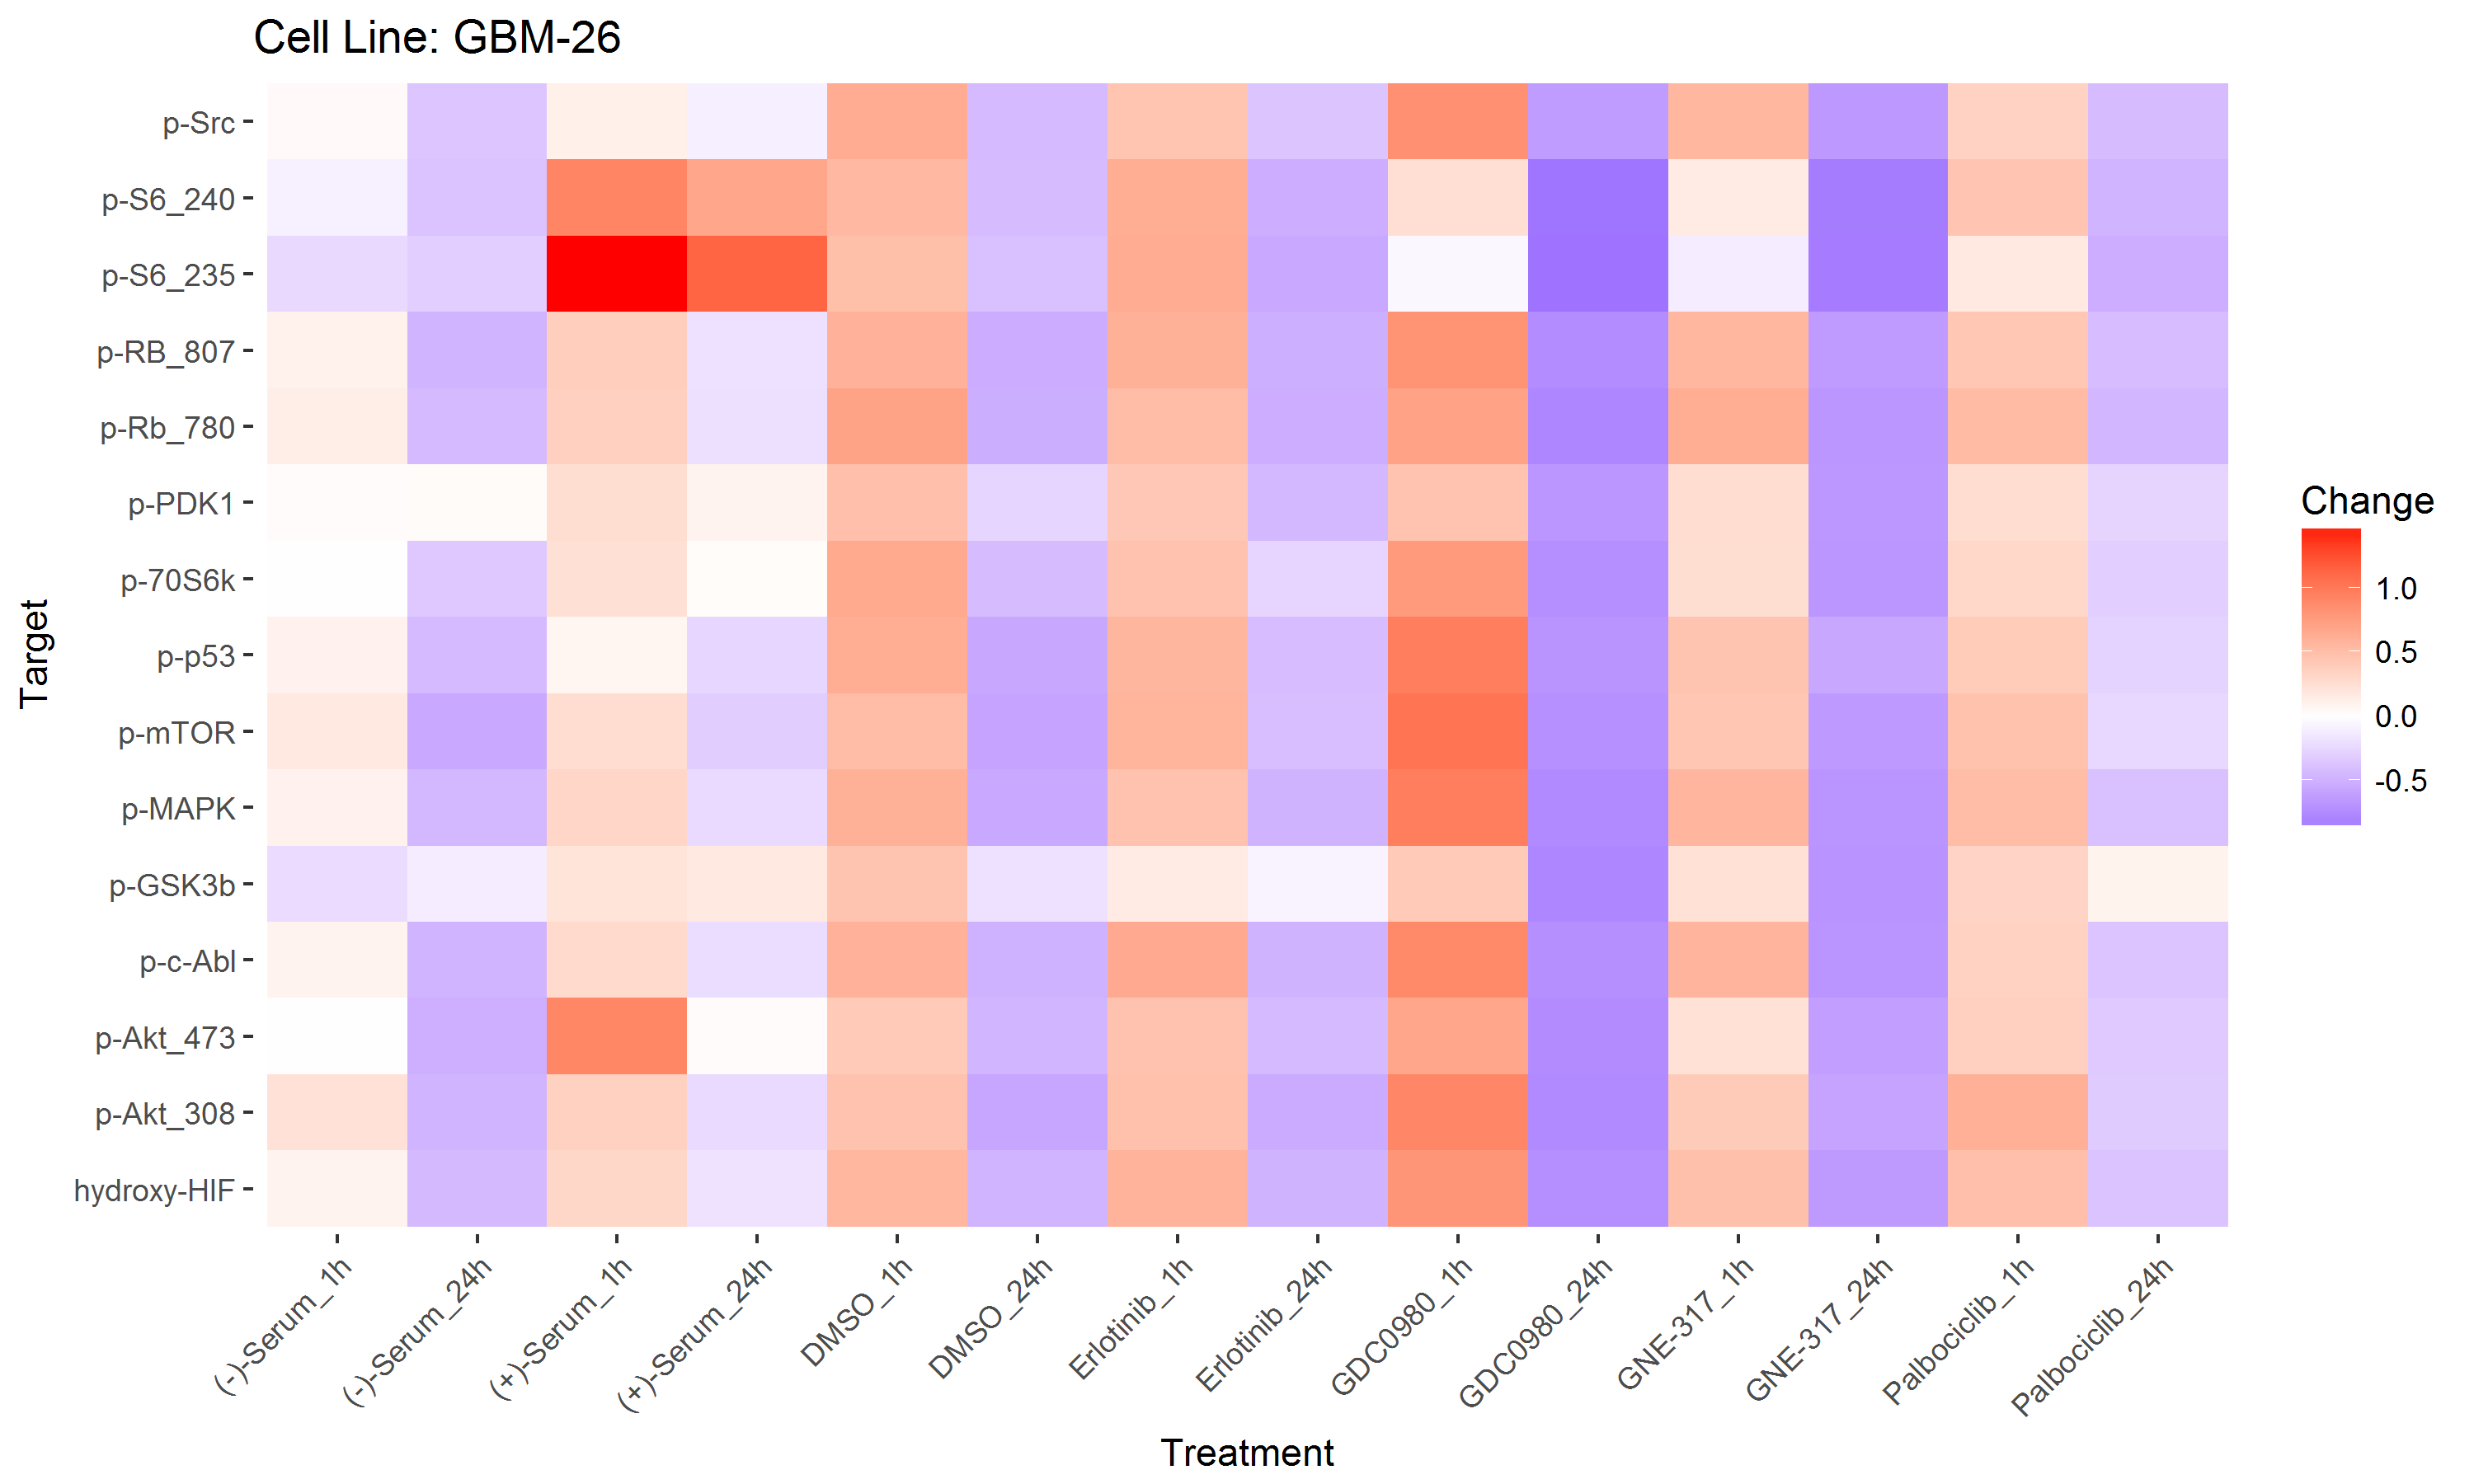 Cell Line: GBM-26
p-Src
p-S6_240
p-S6_235
p-RB_807
p-Rb_780
p-PDK1
p-70S6k
p-p53
p-mTOR
p-MAPK
p-GSK3b
p-c-Abl
p-Akt_473
p-Akt_308
hydroxy-HIF
Target
(-)-Serum_1h
(-)-Serum_24h
(+)-Serum_1h
(+)-Serum_24h
DMSO_1h
DMSO_24h
Erlotinib_1h
Erlotinib_24h
GDC0980_1h
GDC0980_24h
GNE-317_1h
GNE-317_24h
Palbociclib_1h
Palbociclib_24h
Treatment
Change
1.0
0.5
0.0
-0.5